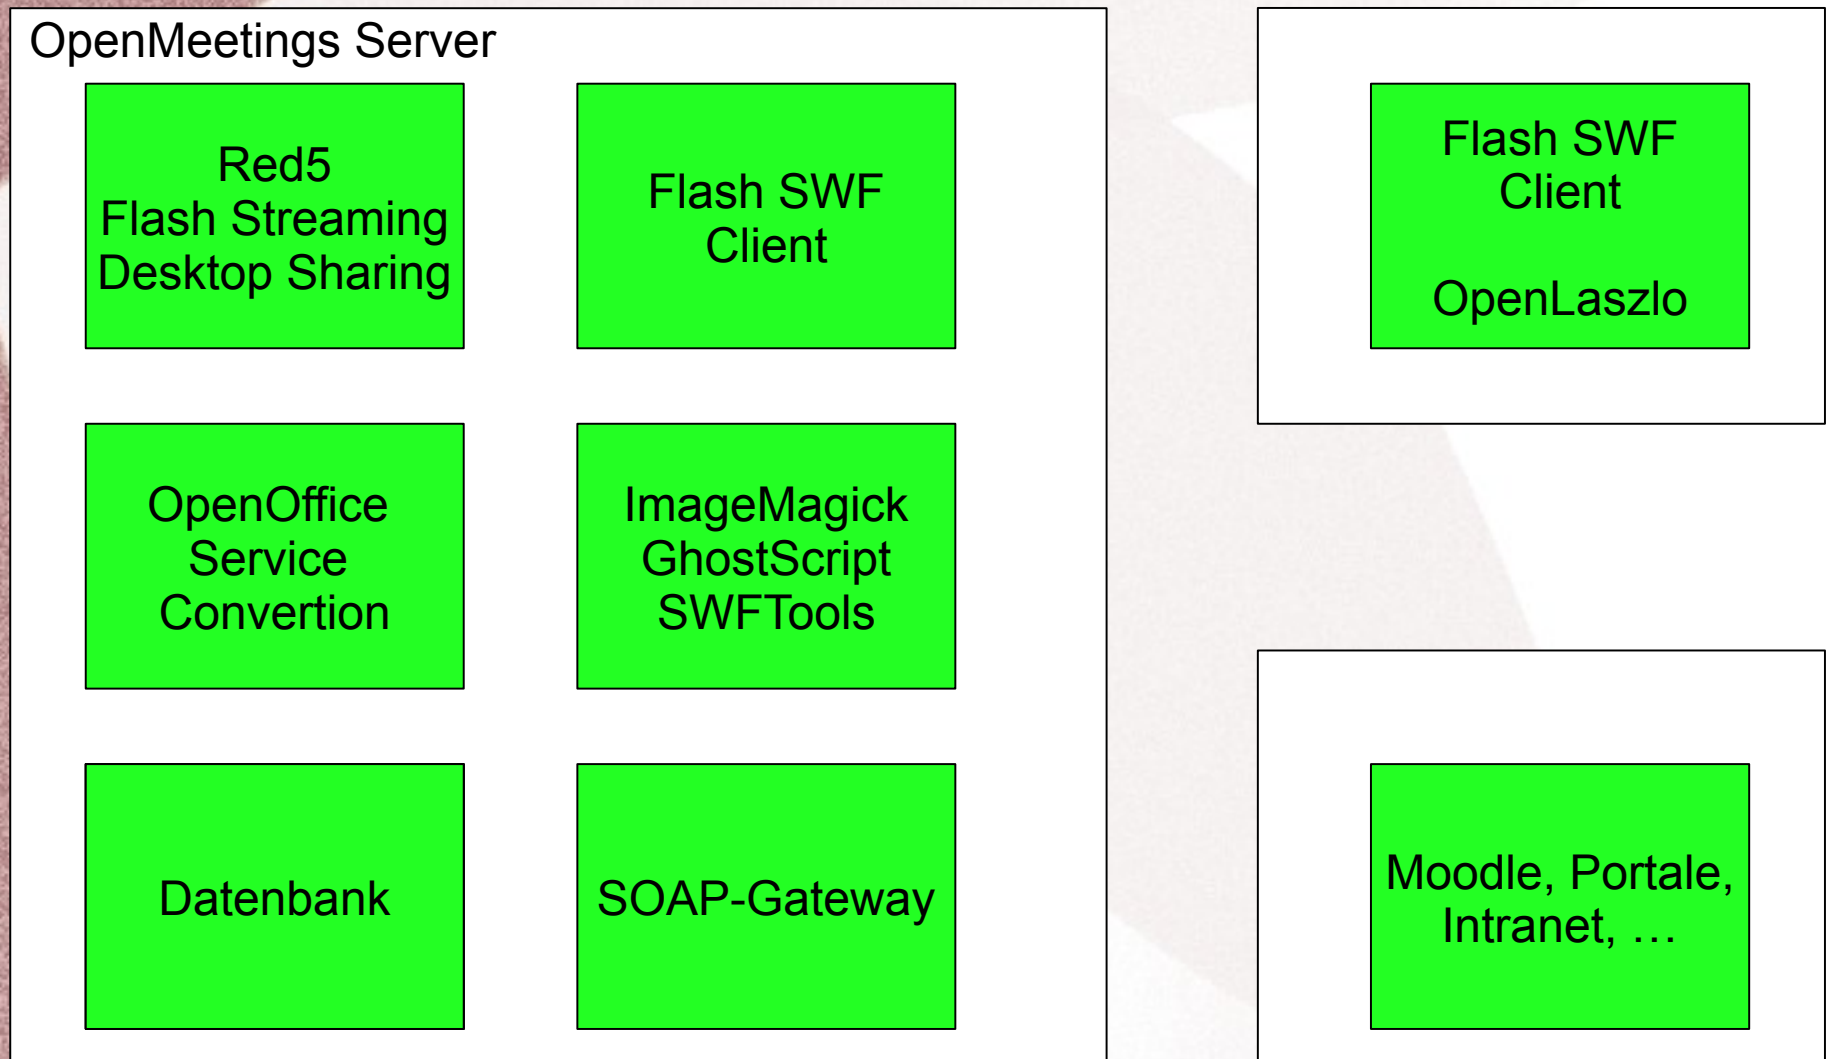 OpenMeetings Server
Red5
Flash Streaming
Desktop Sharing
Flash SWF
Client
Flash SWF
Client
OpenLaszlo
OpenOffice
Service
Convertion
ImageMagick
GhostScript
SWFTools
Datenbank
SOAP-Gateway
Moodle, Portale,
Intranet, …